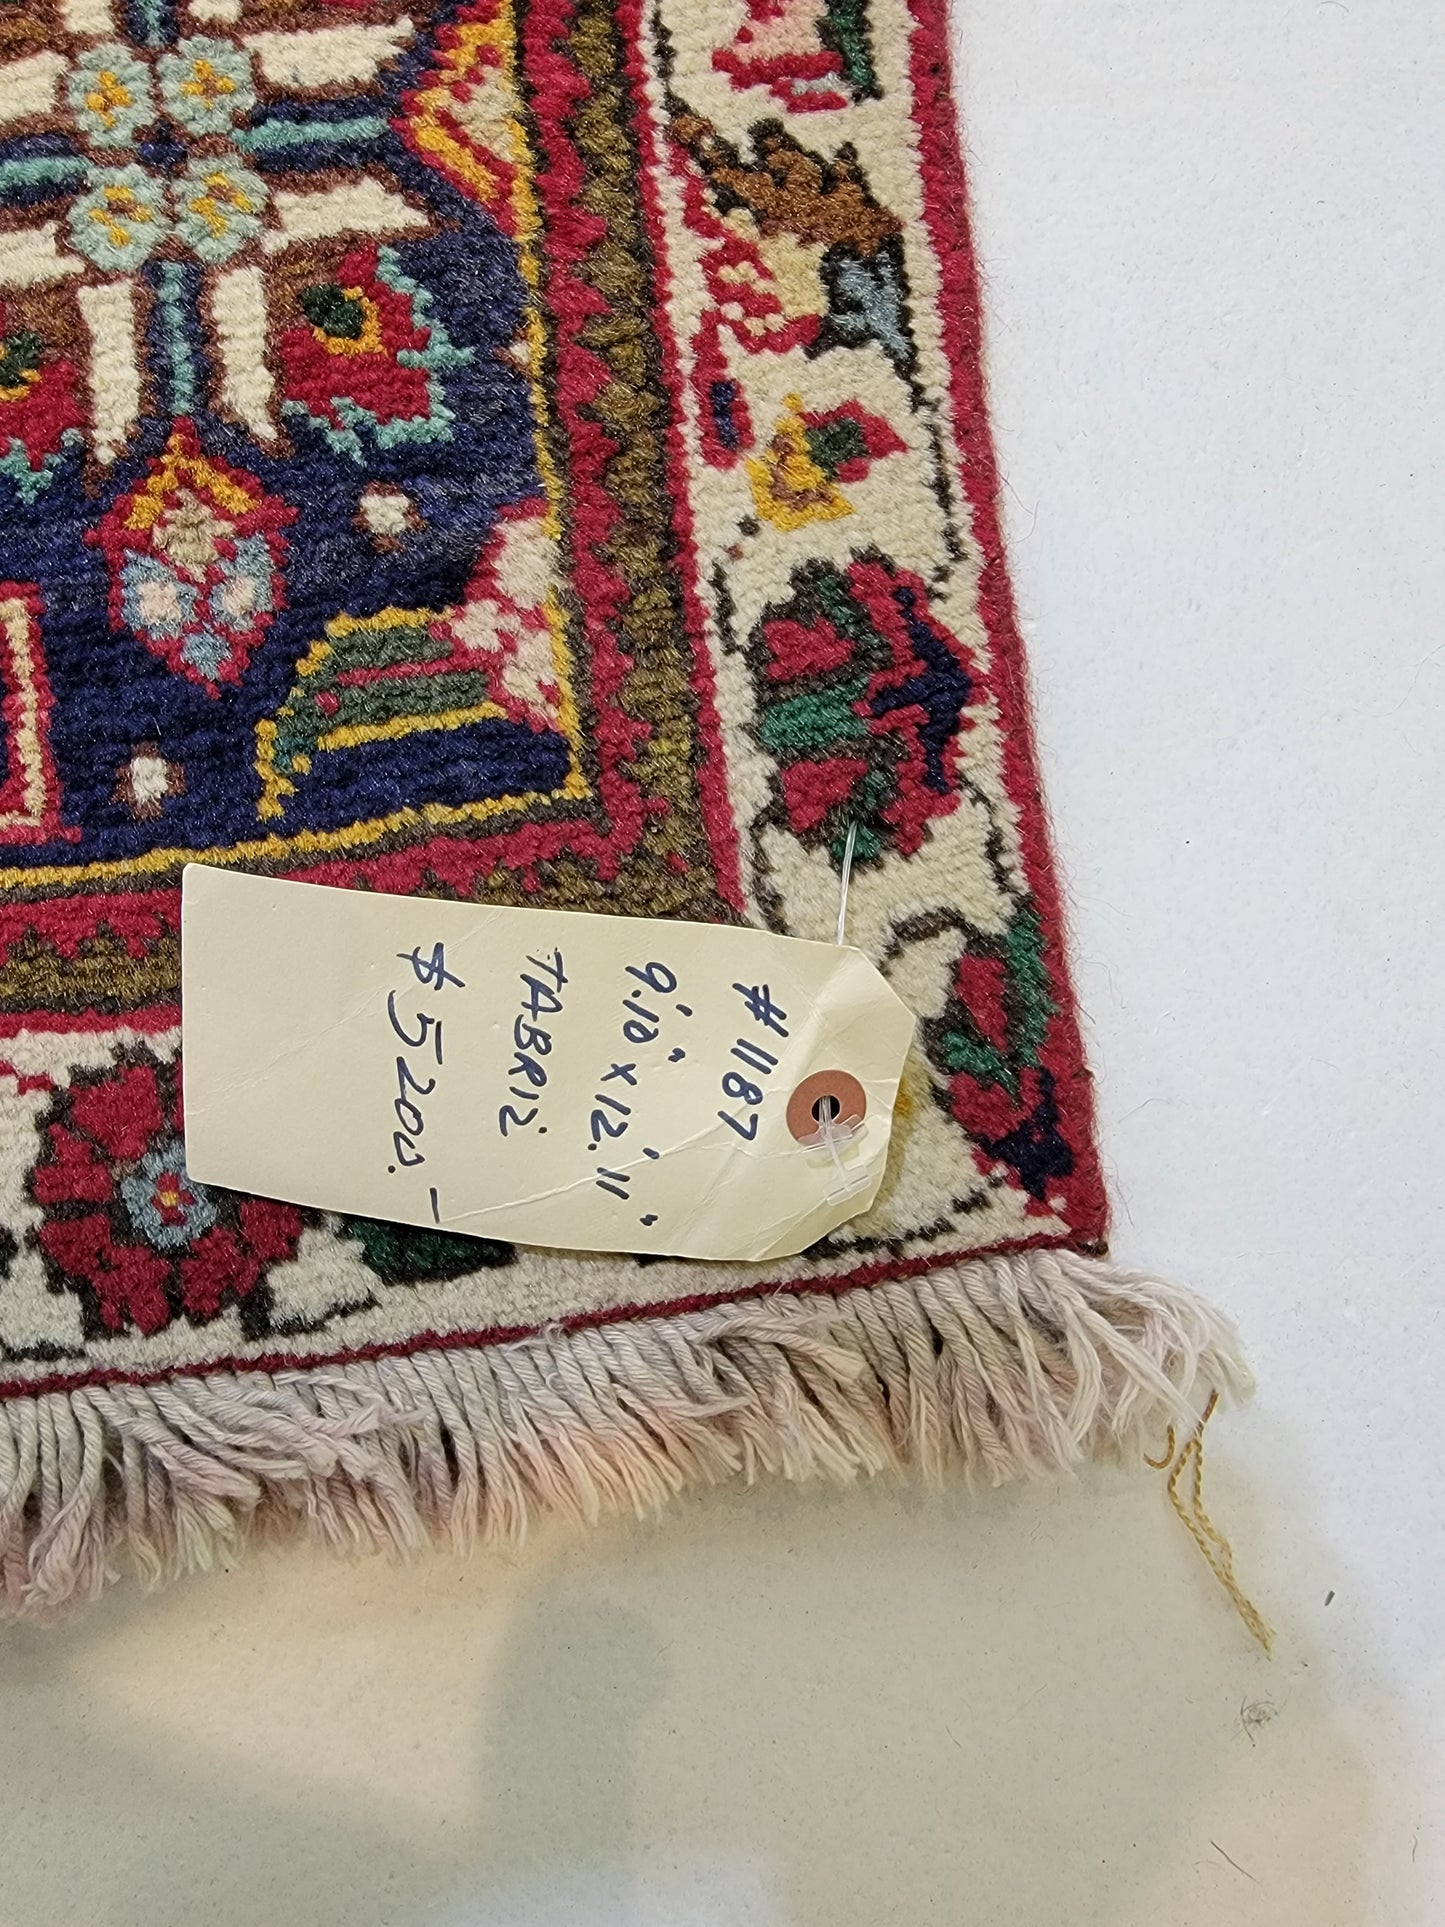 #1187
9'.10" x 12'.11"
TABRIZ
$5200.-